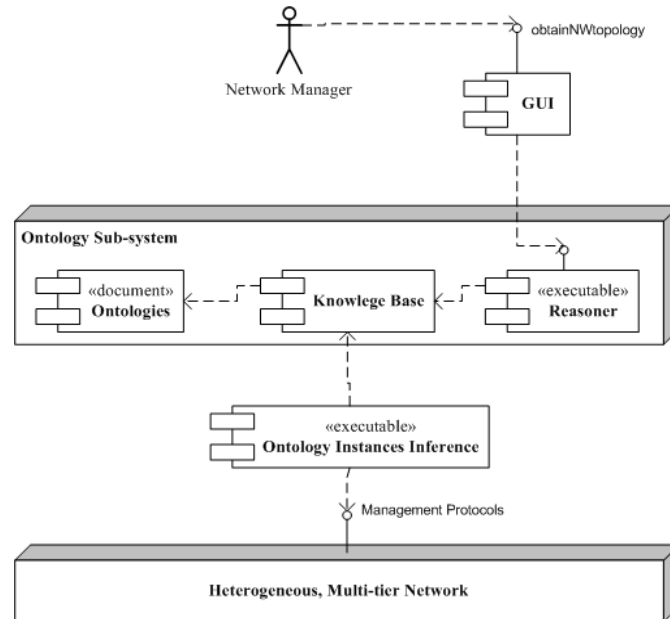 obtainNWtopology
Network Manager
GUI
Ontology Sub-system
«document»
Ontologies
Knowlege Base
«executable»
Reasoner
«executable»
Ontology Instances Inference
Management Protocols
Heterogeneous, Multi-tier Network